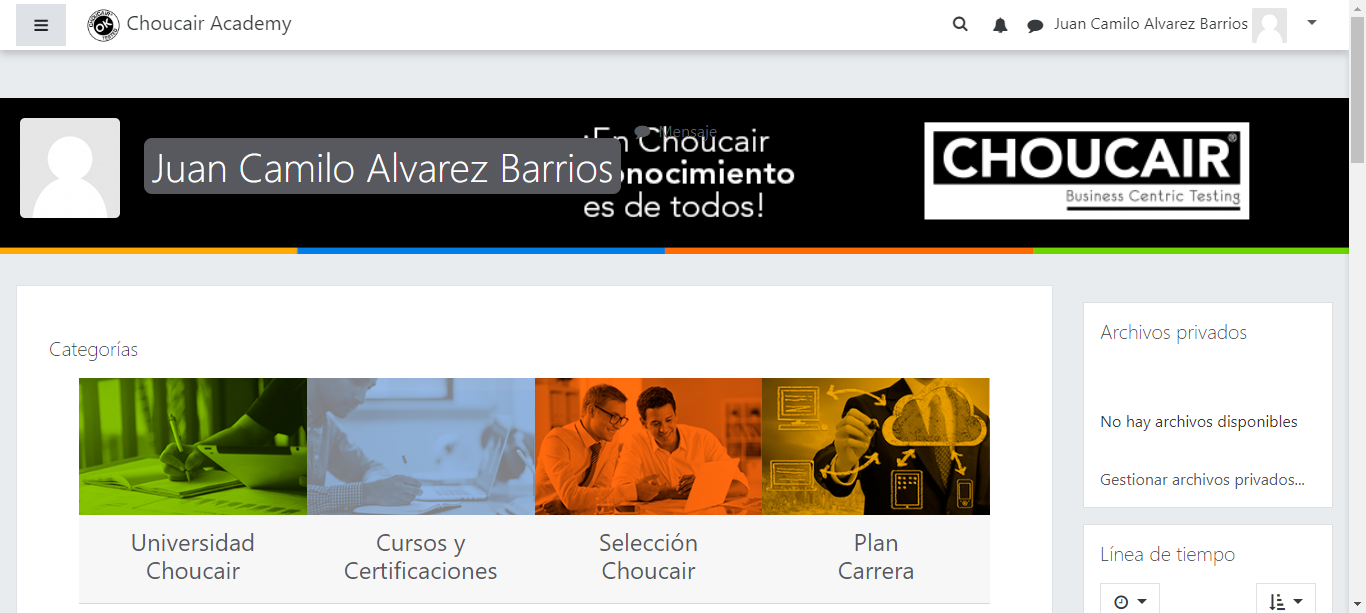 Choucair Academy
Juan Camilo Alvarez Barrios
Mensaje
Juan Camilo Alvarez Barrios
¡En Choucair
onocimiento
es de todos!
CHOUCAIR®
Business Centric Testing
Categorías
Universidad
Choucair
Cursos y
Certificaciones
Selección
Choucair
Plan
Carrera
Archivos privados
No hay archivos disponibles
Gestionar archivos privados...
Línea de tiempo